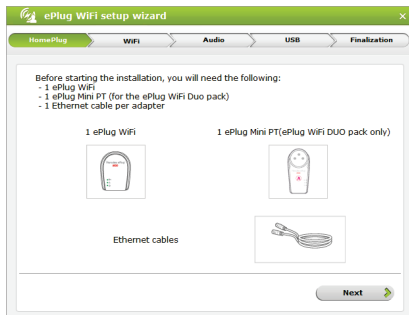 ePlug WiFi setup wizard
HomePlug
WiFi
Audio
USB
Finalization
Before starting the installation, you will need the following:
- 1 ePlug WiFi
- 1 ePlug Mini PT (for the ePlug WiFi Duo pack)
- 1 Ethernet cable per adapter
1 ePlug WiFi
1 ePlug Mini PT(ePlug WiFi DUO pack only)
Ethernet cables
Next